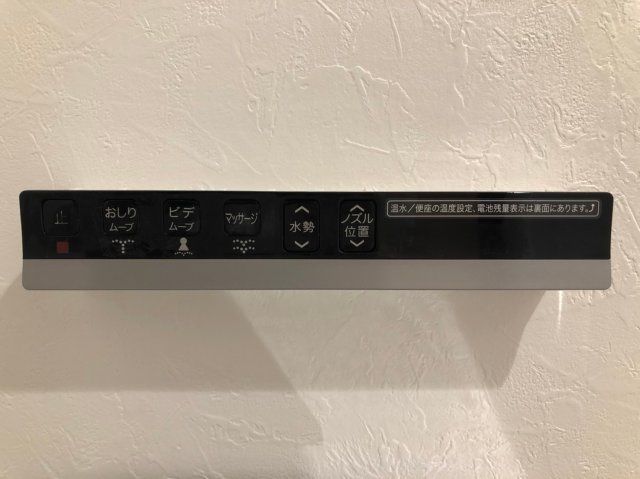 おしり
ムーブ
ビデ
ムーブ
マッサージ
水勢
ノズル
位置
温水／便座の温度設定、電池残量表示は裏面にあります。